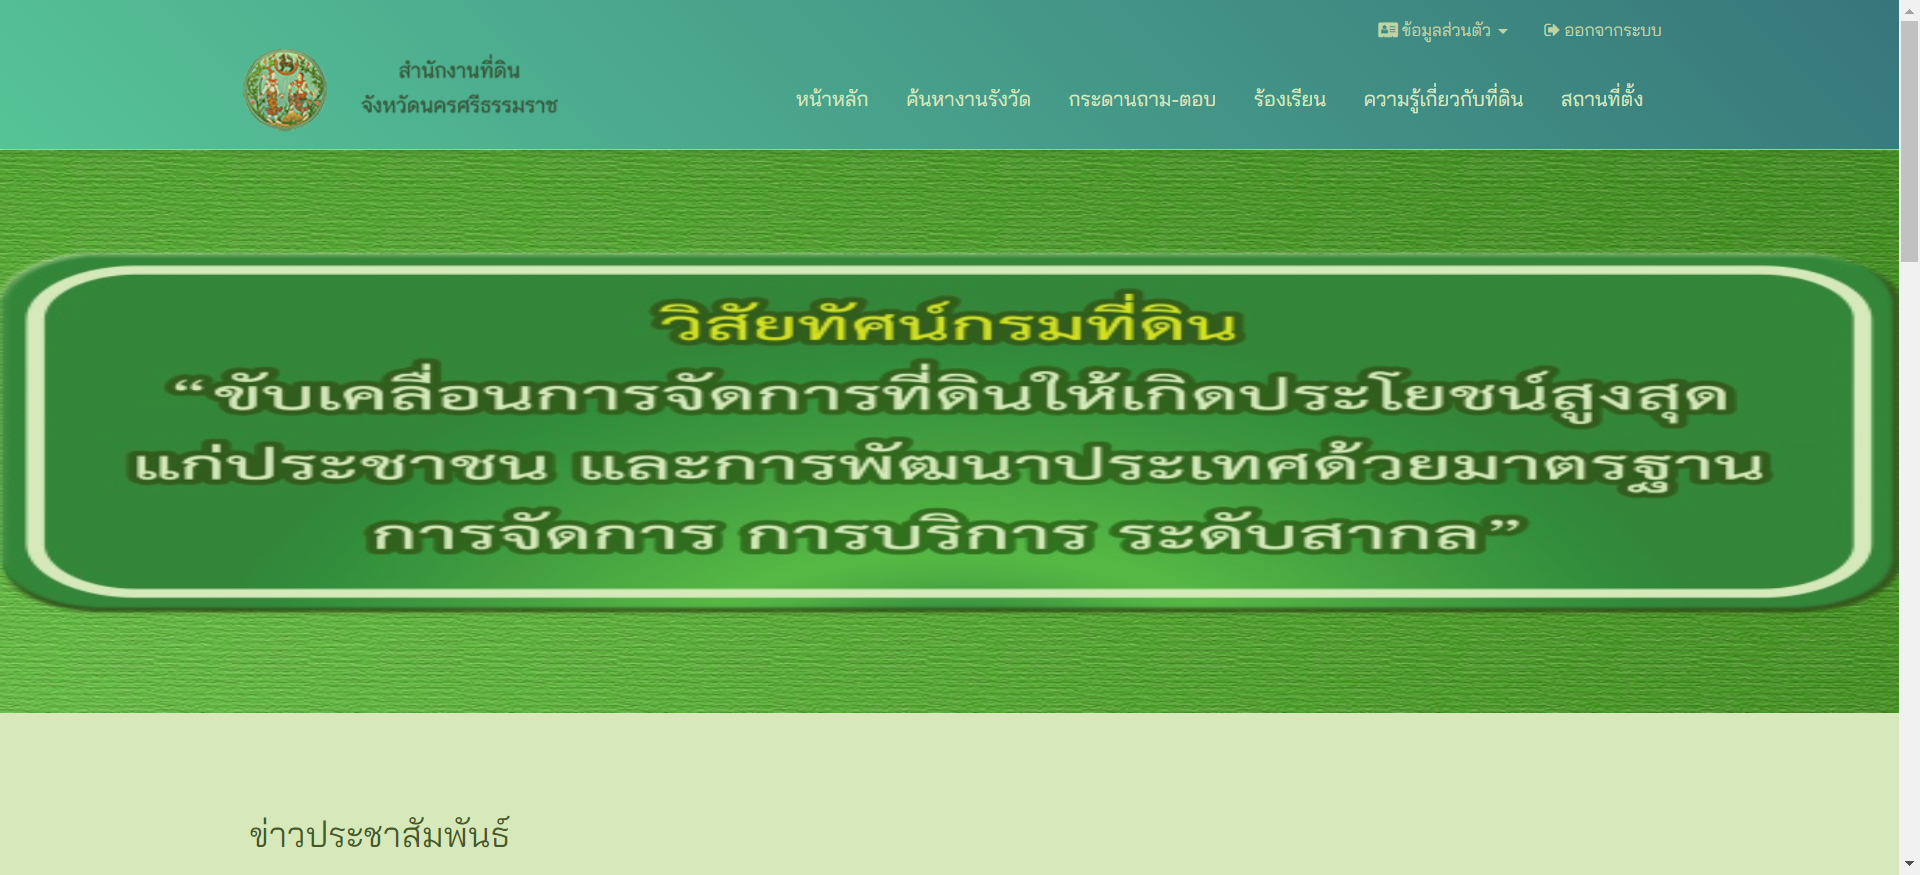 ข้อมูลส่วนตัว
ออกจากระบบ
สำนักงานที่ดิน
จังหวัดนครศรีธรรมราช
หน้าหลัก ค้นหางานรังวัด กระดานถาม-ตอบ ร้องเรียน ความรู้เกี่ยวกับที่ดิน สถานที่ตั้ง
วิสัยทัศน์กรมที่ดิน
“ขับเคลื่อนการจัดการที่ดินให้เกิดประโยชน์สูงสุด
แก่ประชาชน และการพัฒนาประเทศด้วยมาตรฐาน
การจัดการ การบริการ ระดับสากล”
ข่าวประชาสัมพันธ์